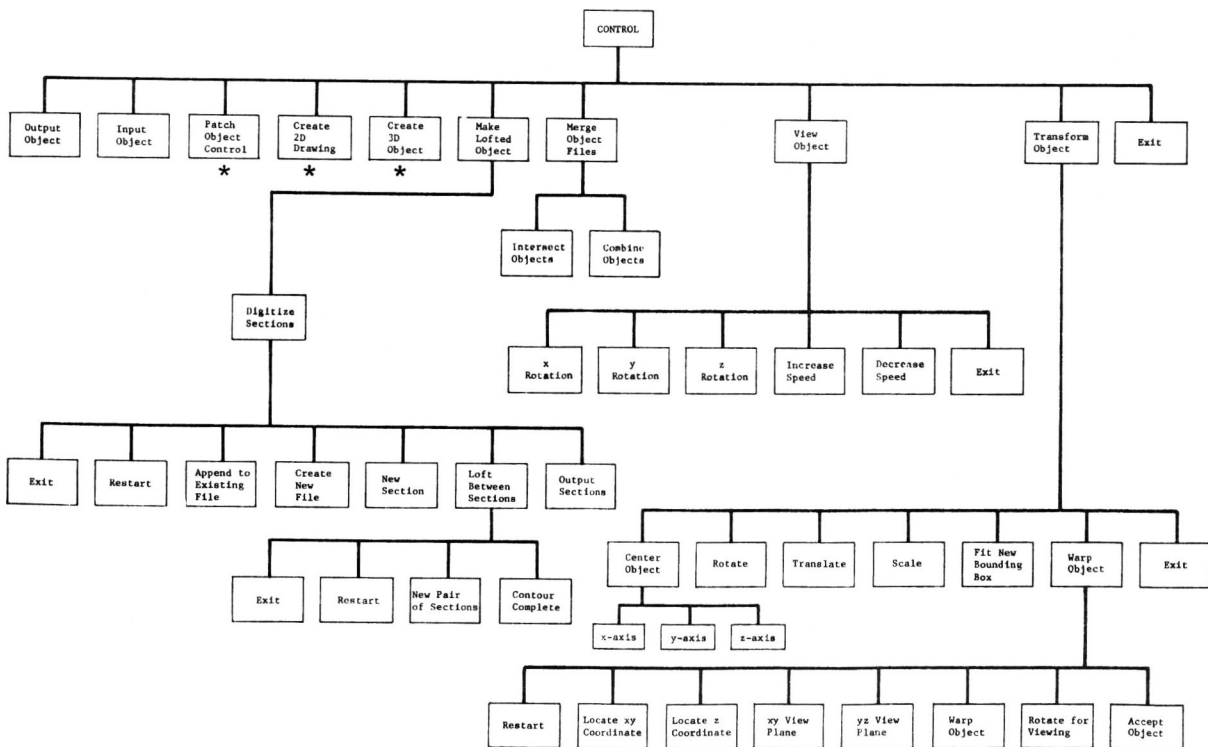 CONTROL
Output
Object
Input
Object
Patch
Object
Control
*
Create
2D
Drawing
*
Create
3D
Object
*
Make
Lofted
Object
Merge
Object
Files
View
Object
Transform
Object
Exit
Intersect
Objects
Combine
Objects
Digitize
Sections
x
Rotation
y
Rotation
z
Rotation
Increase
Speed
Decrease
Speed
Exit
Exit
Restart
Append to
Existing
File
Create
New
File
New
Section
Loft
Between
Sections
Output
Sections
Exit
Restart
New Pair
of Sections
Contour
Complete
Center
Object
Rotate
Translate
Scale
Fit New
Bounding
Box
Warp
Object
Exit
x-axis
y-axis
z-axis
Restart
Locate xy
Coordinate
Locate z
Coordinate
xy View
Plane
yz View
Plane
Warp
Object
Rotate for
Viewing
Accept
Object